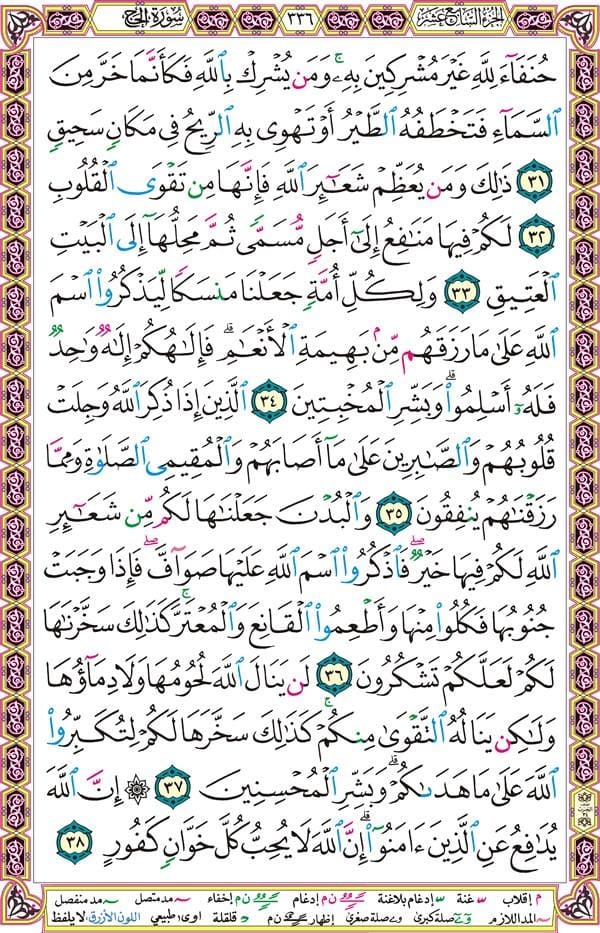 الجزء السابع عشر ٣٣٦ سورة الحج
حُنَفَآءَ لِلَّهِ غَيْرَ مُشْرِكِينَ بِهِۦۚ وَمَن يُشْرِكْ بِٱللَّهِ فَكَأَنَّمَا خَرَّ مِنَ
ٱلسَّمَآءِ فَتَخْطَفُهُ ٱلطَّيْرُ أَوْ تَهْوِى بِهِ ٱلرِّيحُ فِى مَكَانٍ سَحِيقٍ
٣١ ذَٰلِكَ وَمَن يُعَظِّمْ شَعَٰٓئِرَ ٱللَّهِ فَإِنَّهَا مِن تَقْوَى ٱلْقُلُوبِ
٣٢ لَكُمْ فِيهَا مَنَٰفِعُ إِلَىٰٓ أَجَلٍ مُّسَمًّى ثُمَّ مَحِلُّهَآ إِلَى ٱلْبَيْتِ
ٱلْعَتِيقِ ٣٣ وَلِكُلِّ أُمَّةٍ جَعَلْنَا مَنسَكًا لِّيَذْكُرُوا۟ ٱسْمَ
ٱللَّهِ عَلَىٰ مَا رَزَقَهُم مِّنۢ بَهِيمَةِ ٱلْأَنْعَٰمِۗ فَإِلَٰهُكُمْ إِلَٰهٌ وَٰحِدٌ
فَلَهُۥٓ أَسْلِمُوا۟ۗ وَبَشِّرِ ٱلْمُخْبِتِينَ ٣٤ ٱلَّذِينَ إِذَا ذُكِرَ ٱللَّهُ وَجِلَتْ
قُلُوبُهُمْ وَٱلصَّٰبِرِينَ عَلَىٰ مَآ أَصَابَهُمْ وَٱلْمُقِيمِى ٱلصَّلَوٰةِ وَمِمَّا
رَزَقْنَٰهُمْ يُنفِقُونَ ٣٥ وَٱلْبُدْنَ جَعَلْنَٰهَا لَكُم مِّن شَعَٰٓئِرِ
ٱللَّهِ لَكُمْ فِيهَا خَيْرٌۖ فَٱذْكُرُوا۟ ٱسْمَ ٱللَّهِ عَلَيْهَا صَوَآفَّۖ فَإِذَا وَجَبَتْ
جُنُوبُهَا فَكُلُوا۟ مِنْهَا وَأَطْعِمُوا۟ ٱلْقَانِعَ وَٱلْمُعْتَرَّۚ كَذَٰلِكَ سَخَّرْنَٰهَا
لَكُمْ لَعَلَّكُمْ تَشْكُرُونَ ٣٦ لَن يَنَالَ ٱللَّهَ لُحُومُهَا وَلَا دِمَآؤُهَا
وَلَٰكِن يَنَالُهُ ٱلتَّقْوَىٰ مِنكُمْۚ كَذَٰلِكَ سَخَّرَهَا لَكُمْ لِتُكَبِّرُوا۟
ٱللَّهَ عَلَىٰ مَا هَدَىٰكُمْۗ وَبَشِّرِ ٱلْمُحْسِنِينَ ٣٧ ۞ إِنَّ ٱللَّهَ
يُدَٰفِعُ عَنِ ٱلَّذِينَ ءَامَنُوٓا۟ۗ إِنَّ ٱللَّهَ لَا يُحِبُّ كُلَّ خَوَّانٍ كَفُورٍ ٣٨
م إقلاب غنة إدغام بلاغنة ن م إدغام ن م إخفاء مد متصل مد منفصل
المد اللازم صلة كبرى صلة صغرى إظهار ن م قلقلة اوى: طبيعي اللون الأزرق: لا يلفظ